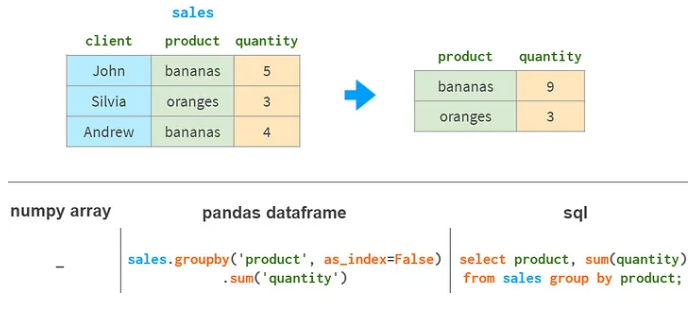 sales
client product quantity
John bananas 5
Silvia oranges 3
Andrew bananas 4
product quantity
bananas 9
oranges 3
numpy array pandas dataframe sql
–
sales.groupby('product', as_index=False)
.sum('quantity')
select product, sum(quantity)
from sales group by product;